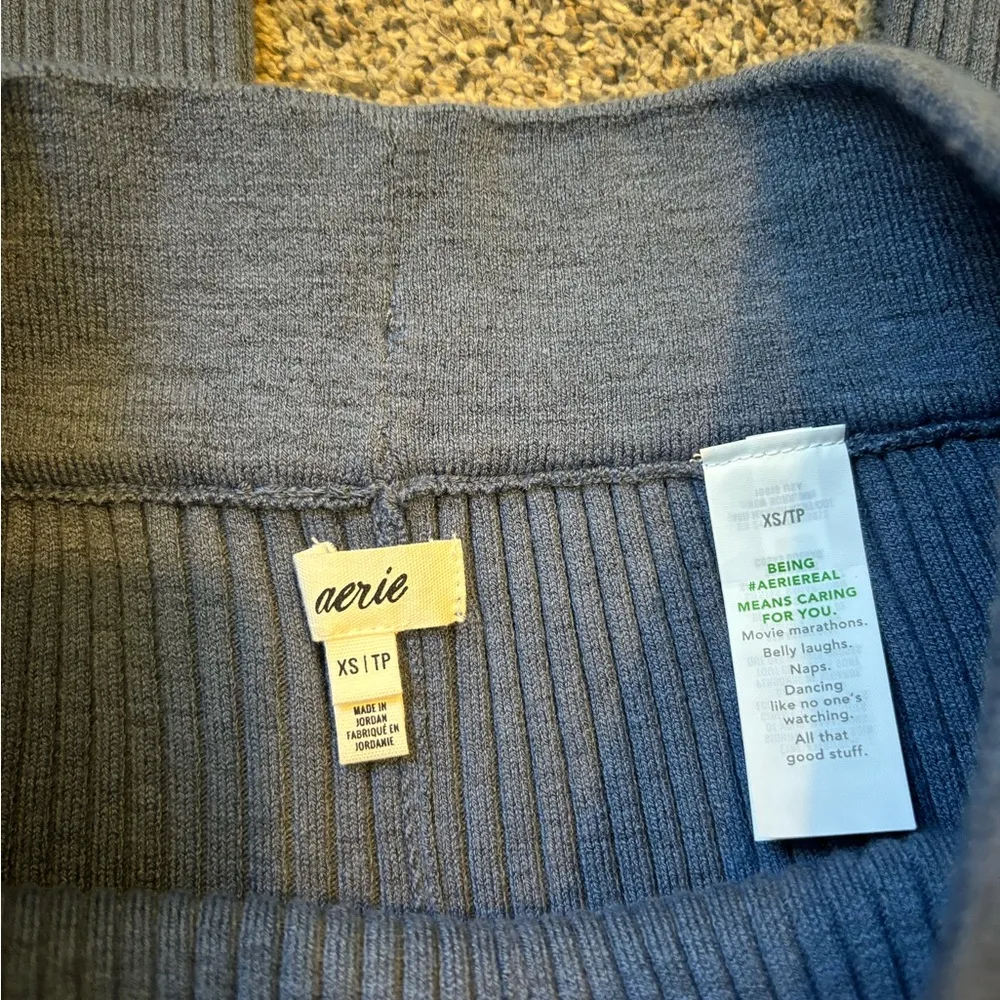 aerie
XS | TP
MADE IN
JORDAN
FABRIQUÉ EN
JORDANIE
XS/TP
BEING
#AERIEREAL
MEANS CARING
FOR YOU.
Movie marathons.
Belly laughs.
Naps.
Dancing
like no one's
watching.
All that
good stuff.